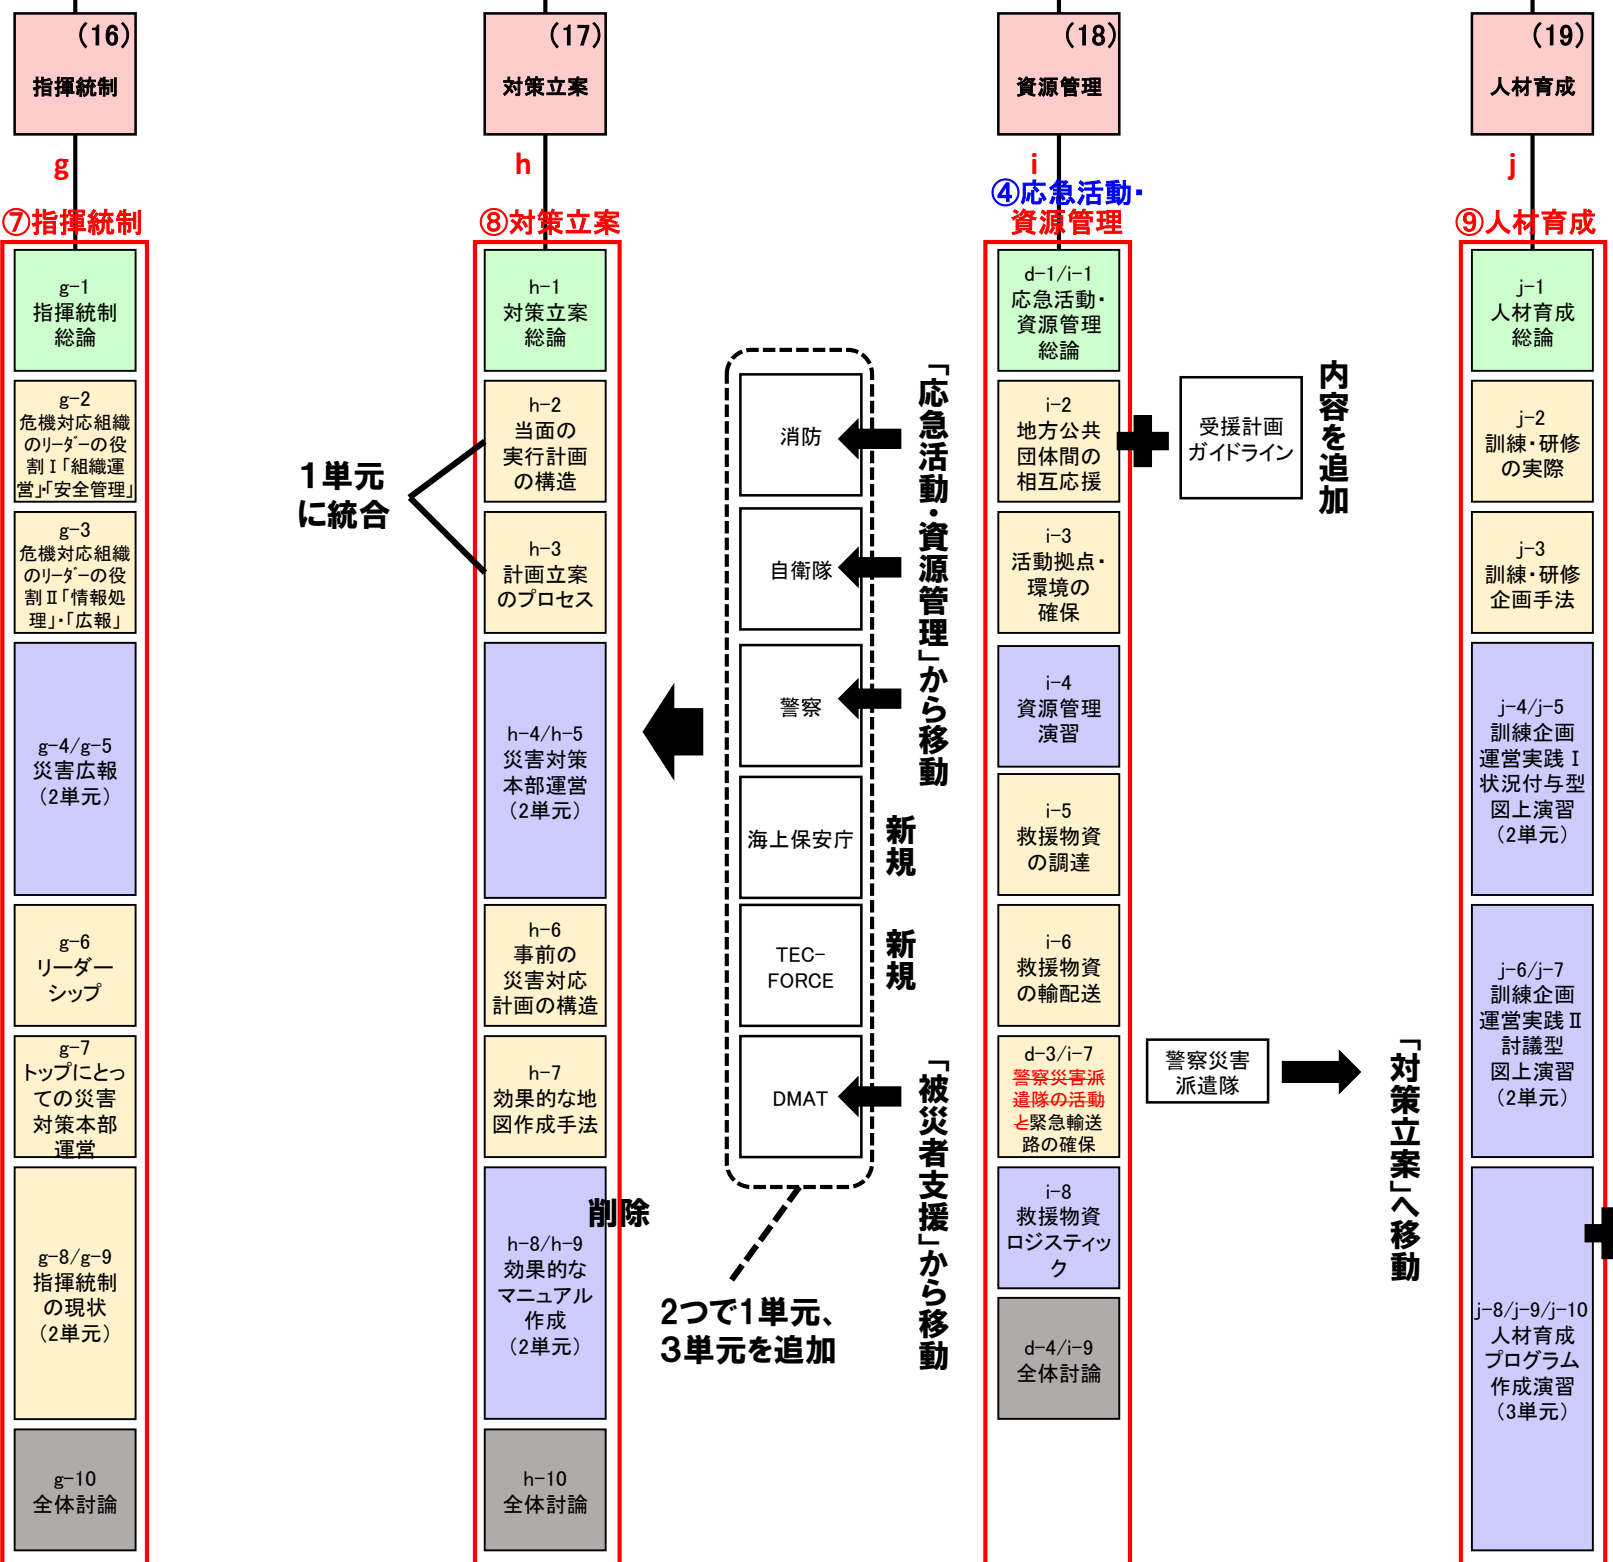 (16)
指揮統制
g
⑦指揮統制
g-1
指揮統制
総論
g-2
危機対応組織
のリーダーの役
割Ⅰ「組織運
営」・「安全管理」
g-3
危機対応組織
のリーダーの役
割Ⅱ「情報処
理」・「広報」
g-4/g-5
災害広報
(2単元)
g-6
リーダー
シップ
g-7
トップにとっ
ての災害
対策本部
運営
g-8/g-9
指揮統制
の現状
(2単元)
g-10
全体討論
(17)
対策立案
h
⑧対策立案
h-1
対策立案
総論
h-2
当面の
実行計画
の構造
h-3
計画立案
のプロセス
1単元
に統合
h-4/h-5
災害対策
本部運営
(2単元)
h-6
事前の
災害対応
計画の構造
h-7
効果的な地
図作成手法
削除
h-8/h-9
効果的な
マニュアル
作成
(2単元)
h-10
全体討論
消防
自衛隊
警察
海上保安庁
TEC-
FORCE
DMAT
「応急活動・資源管理」から移動
新規
新規
「被災者支援」から移動
2つで1単元、
3単元を追加
(18)
資源管理
i
④応急活動・
資源管理
d-1/i-1
応急活動・
資源管理
総論
i-2
地方公共
団体間の
相互応援
受援計画
ガイドライン
内容を追加
i-3
活動拠点・
環境の
確保
i-4
資源管理
演習
i-5
救援物資
の調達
i-6
救援物資
の輸配送
d-3/i-7
警察災害派
遣隊の活動
と緊急輸送
路の確保
警察災害
派遣隊
「対策立案」へ移動
i-8
救援物資
ロジスティッ
ク
d-4/i-9
全体討論
(19)
人材育成
j
⑨人材育成
j-1
人材育成
総論
j-2
訓練・研修
の実際
j-3
訓練・研修
企画手法
j-4/j-5
訓練企画
運営実践Ⅰ
状況付与型
図上演習
(2単元)
j-6/j-7
訓練企画
運営実践Ⅱ
討議型
図上演習
(2単元)
j-8/j-9/j-10
人材育成
プログラム
作成演習
(3単元)